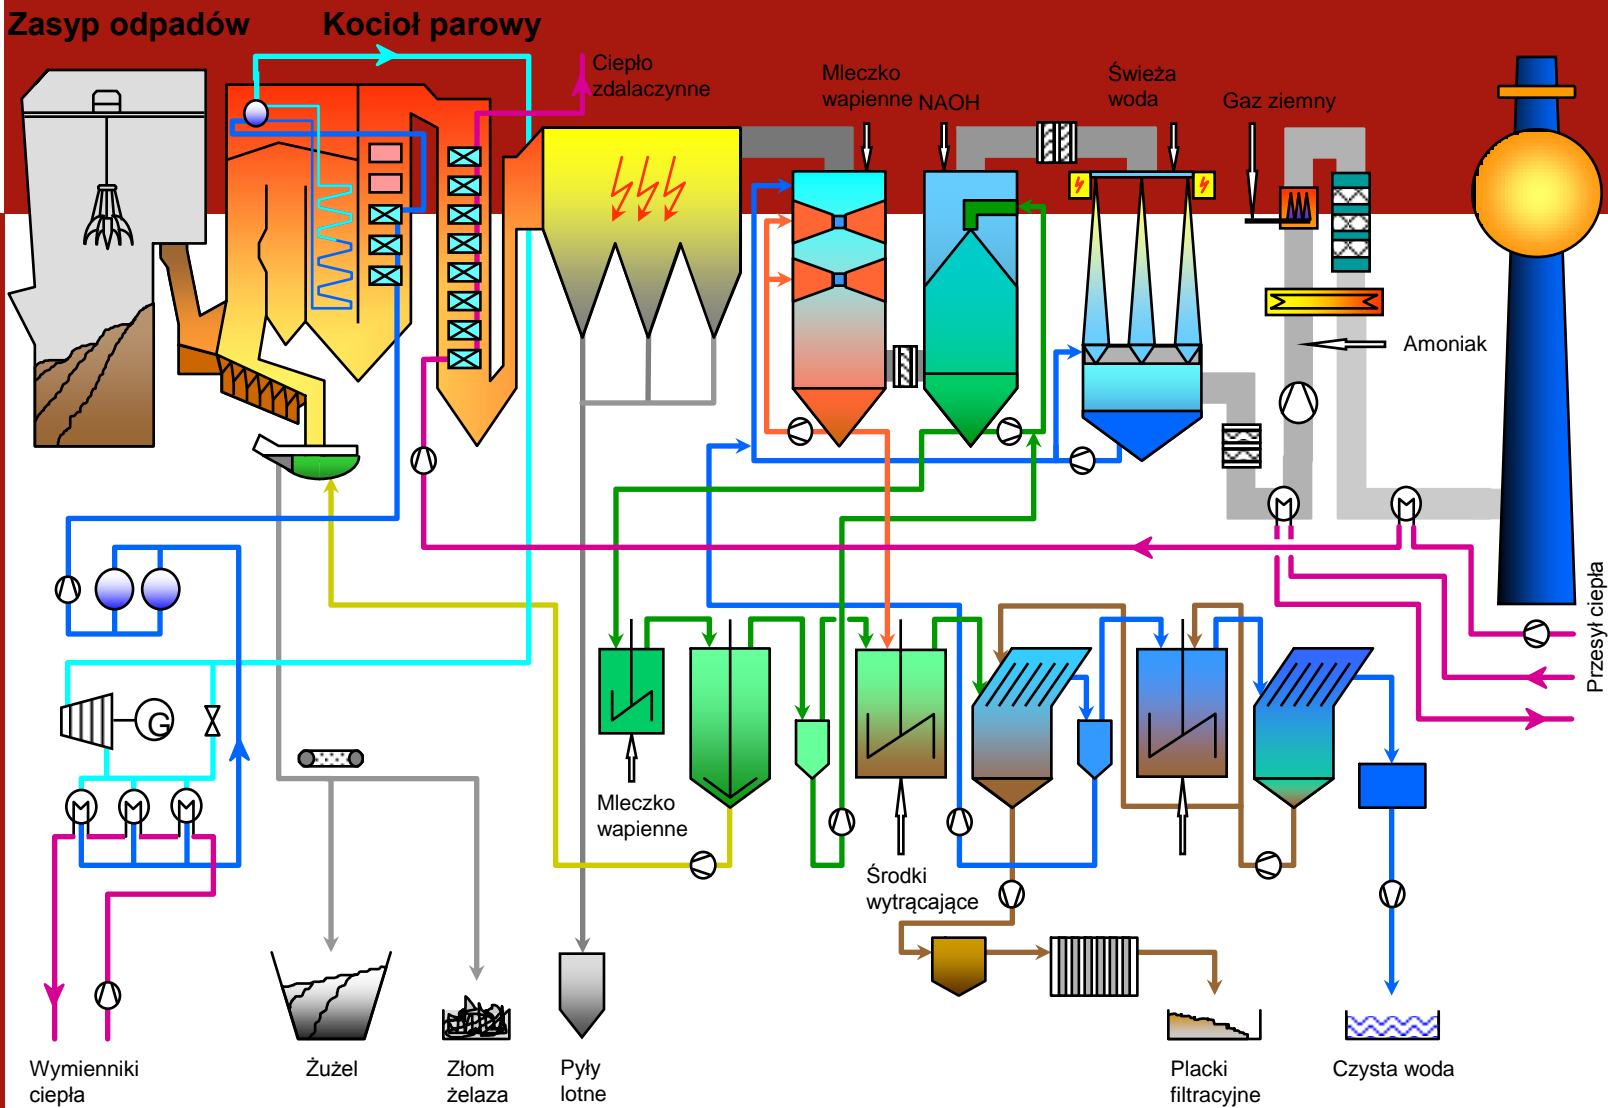 Zasyp odpadów
Kocioł parowy
Ciepło
zdalaczynne
Mleczko
wapienne
NAOH
Świeża
woda
Gaz ziemny
Amoniak
Przesył ciepła
G
Mleczko
wapienne
Środki
wytrącające
Wymienniki
ciepła
Żużel
Złom
żelaza
Pyły
lotne
Placki
filtracyjne
Czysta woda